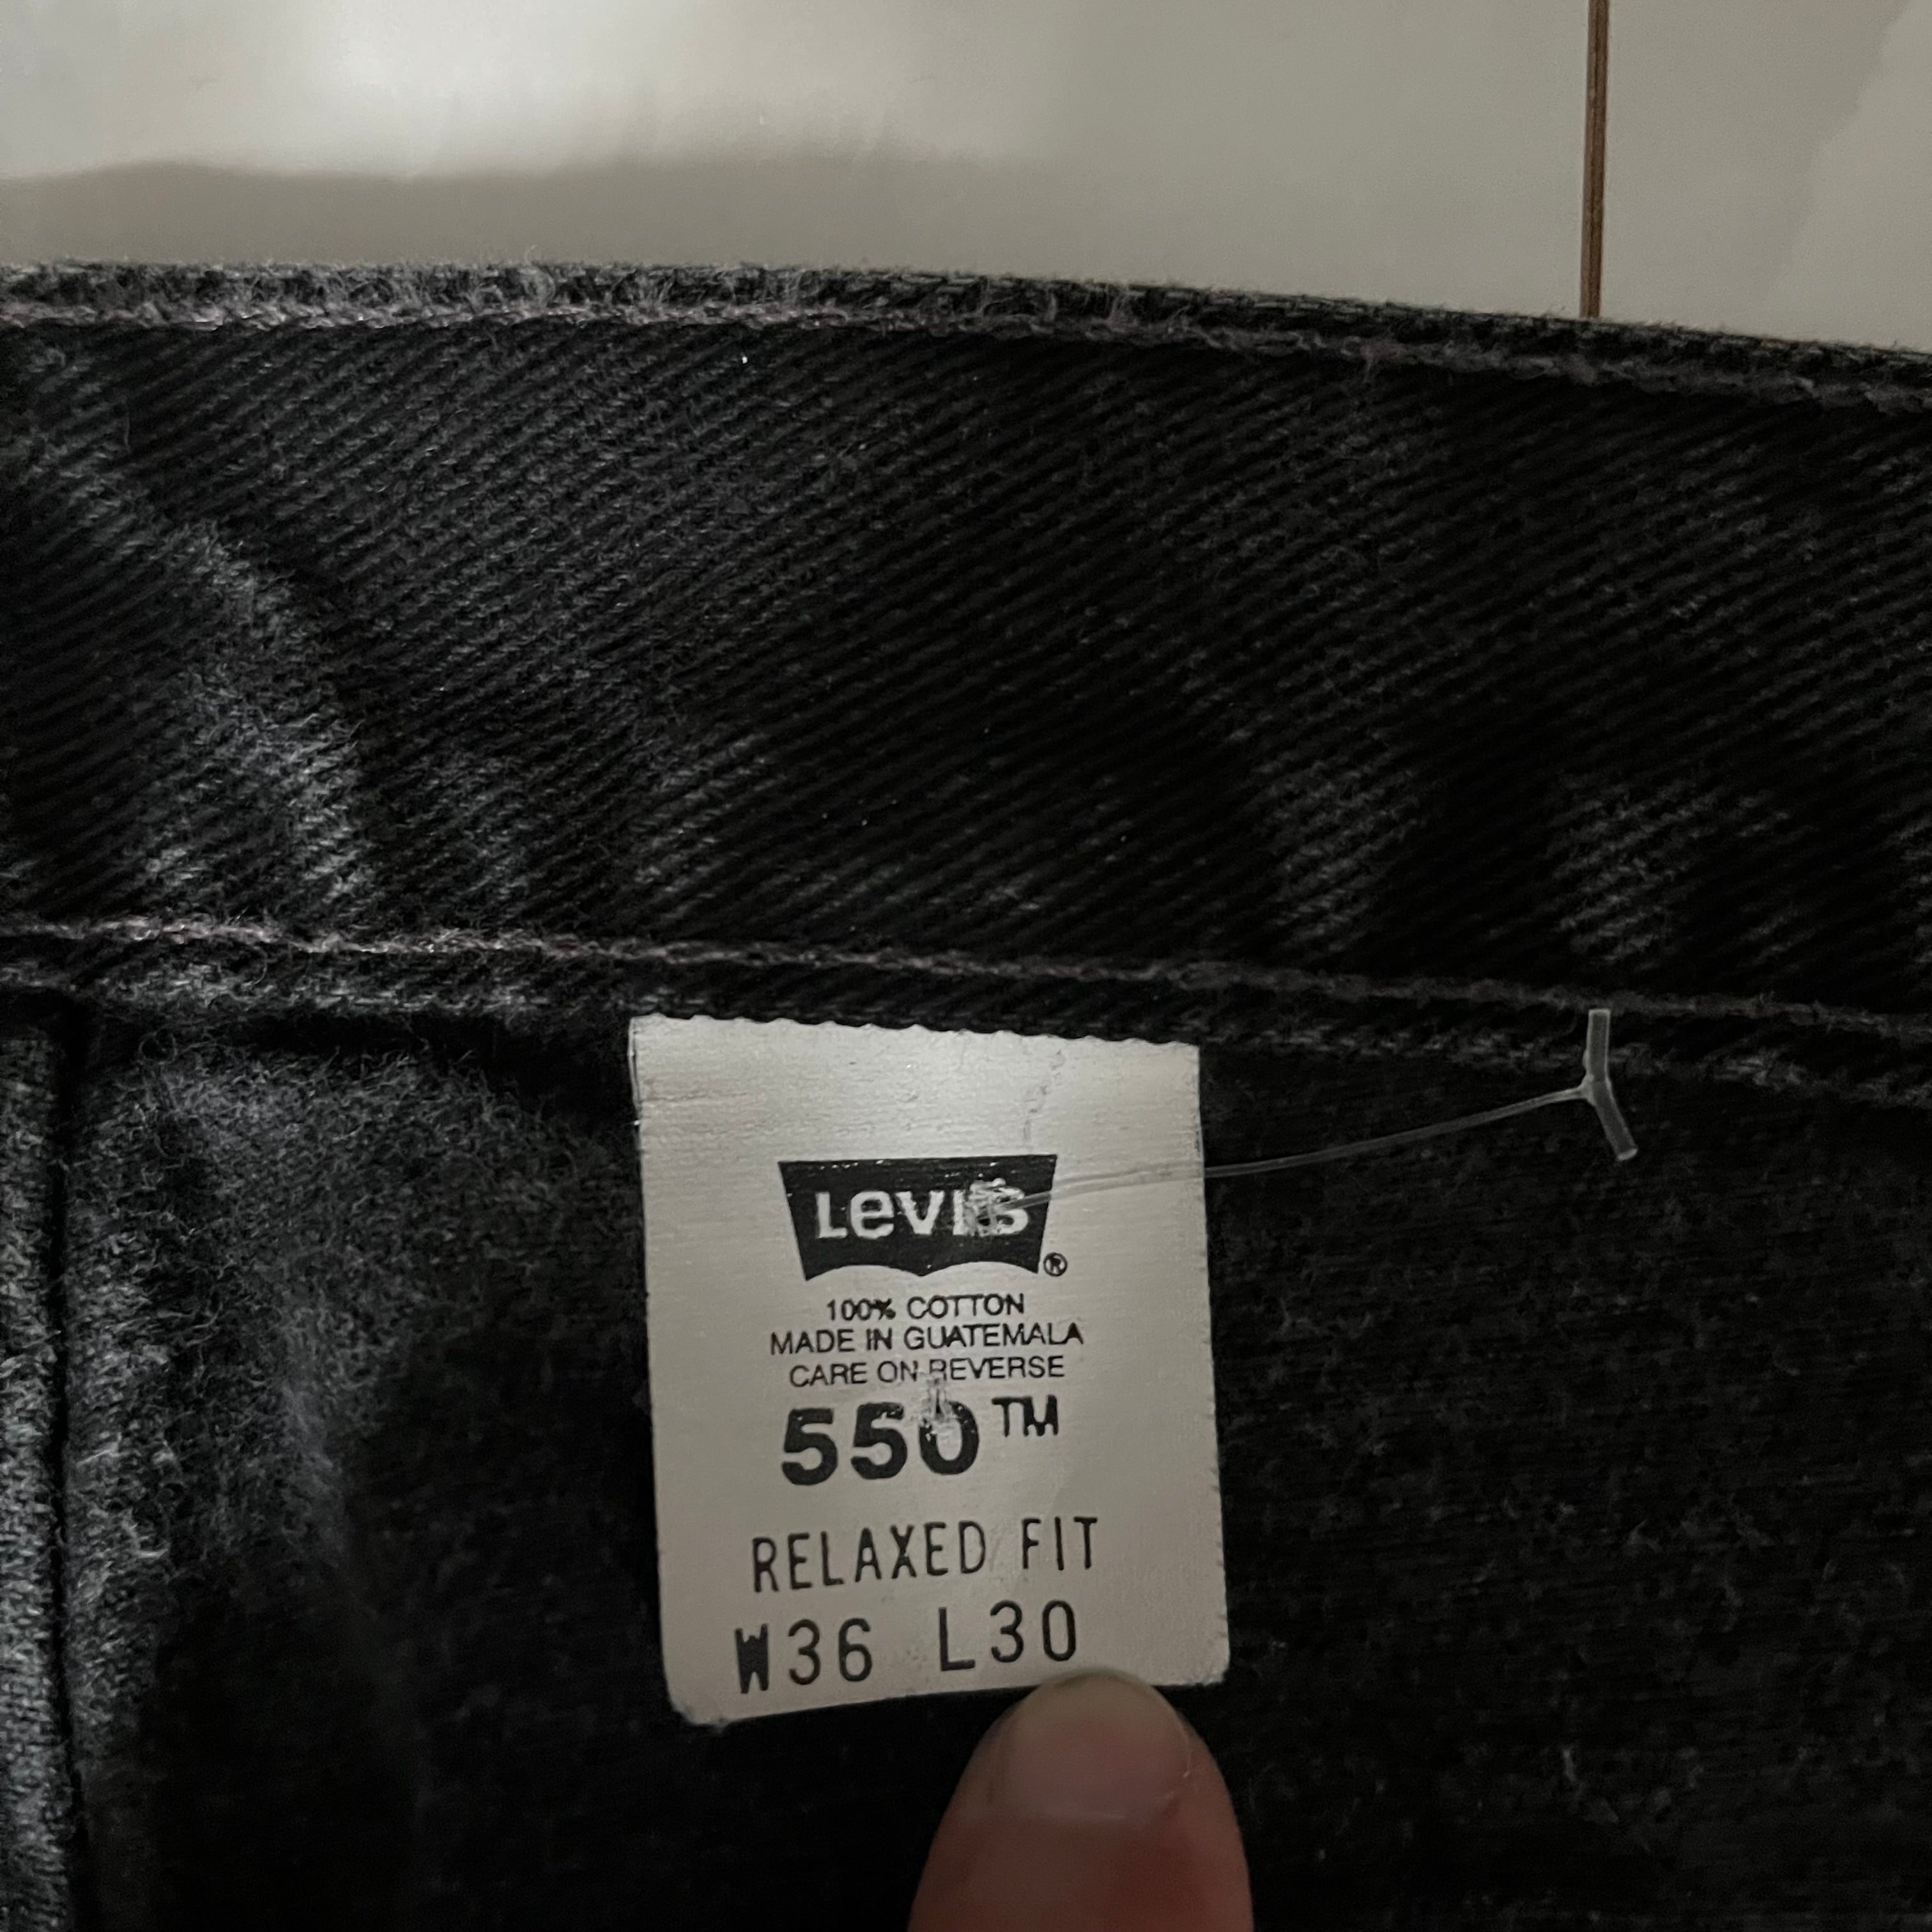 Levi's®
100% COTTON
MADE IN GUATEMALA
CARE ON REVERSE
550™
RELAXED FIT
W36 L30